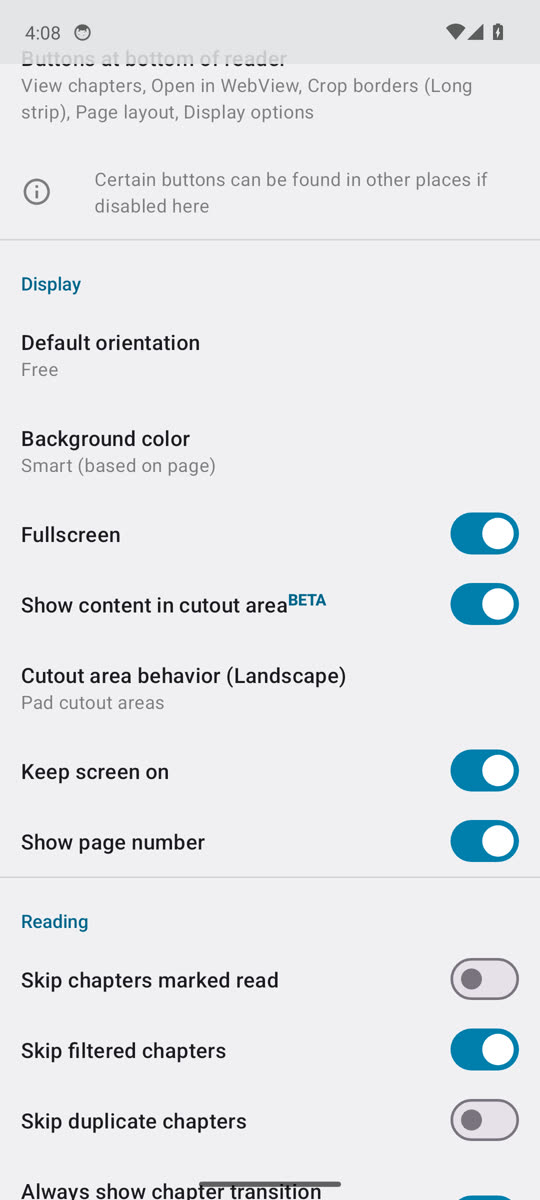 4:08
Buttons at bottom of reader
View chapters, Open in WebView, Crop borders (Long
strip), Page layout, Display options
Certain buttons can be found in other places if
disabled here
Display
Default orientation
Free
Background color
Smart (based on page)
Fullscreen
Show content in cutout areaBETA
Cutout area behavior (Landscape)
Pad cutout areas
Keep screen on
Show page number
Reading
Skip chapters marked read
Skip filtered chapters
Skip duplicate chapters
Always show chapter transition